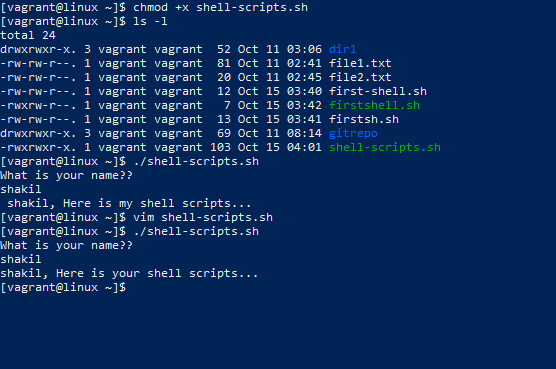 [vagrant@linux ~]$ chmod +x shell-scripts.sh
[vagrant@linux ~]$ ls -l
total 24
drwxrwxr-x. 3 vagrant vagrant  52 Oct 11 03:06 dir1
-rw-rw-r--. 1 vagrant vagrant  81 Oct 11 02:41 file1.txt
-rw-rw-r--. 1 vagrant vagrant  20 Oct 11 02:45 file2.txt
-rw-rw-r--. 1 vagrant vagrant  12 Oct 15 03:40 first-shell.sh
-rwxrwxr-x. 1 vagrant vagrant   7 Oct 15 03:42 firstshell.sh
-rw-rw-r--. 1 vagrant vagrant  13 Oct 15 03:41 firstsh.sh
drwxrwxr-x. 3 vagrant vagrant  69 Oct 11 08:14 gitrepo
-rwxrwxr-x. 1 vagrant vagrant 103 Oct 15 04:01 shell-scripts.sh
[vagrant@linux ~]$ ./shell-scripts.sh
What is your name??
shakil
 shakil, Here is my shell scripts...
[vagrant@linux ~]$ vim shell-scripts.sh
[vagrant@linux ~]$ ./shell-scripts.sh
What is your name??
shakil
shakil, Here is your shell scripts...
[vagrant@linux ~]$